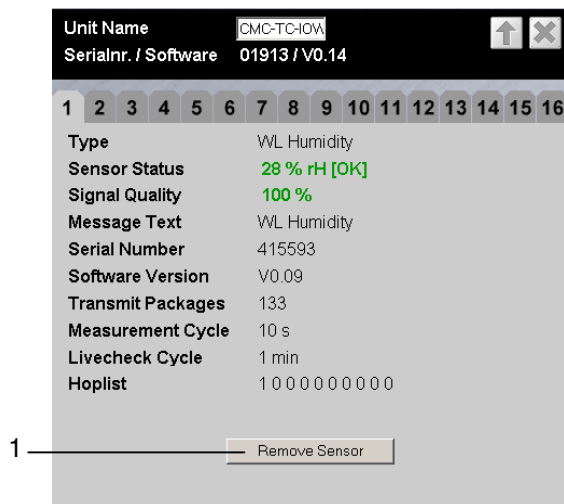 Unit Name CMC-TC-IOW
Serialnr. / Software 01913 / V0.14
1 2 3 4 5 6 7 8 9 10 11 12 13 14 15 16
Type WL Humidity
Sensor Status 28 % rH [OK]
Signal Quality 100 %
Message Text WL Humidity
Serial Number 415593
Software Version V0.09
Transmit Packages 133
Measurement Cycle 10 s
Livecheck Cycle 1 min
Hoplist 1 0 0 0 0 0 0 0 0 0
1 Remove Sensor